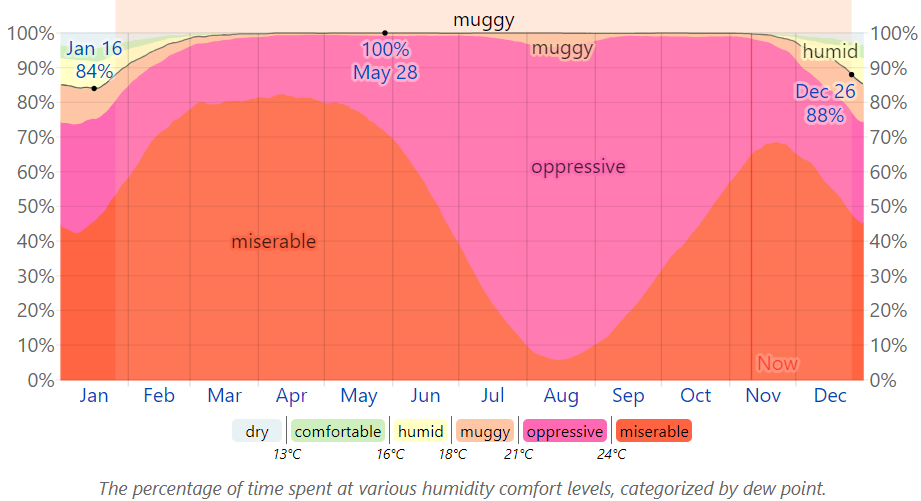 muggy
100% 100%
Jan 16 muggy humid
90% 84% 100% 90%
May 28
80% Dec 26 80%
88%
70% 70%
60% oppressive 60%
50% 50%
40% miserable 40%
30% 30%
20% 20%
10% Now 10%
0% 0%
Jan Feb Mar Apr May Jun Jul Aug Sep Oct Nov Dec
dry comfortable humid muggy oppressive miserable
13°C 16°C 18°C 21°C 24°C
The percentage of time spent at various humidity comfort levels, categorized by dew point.